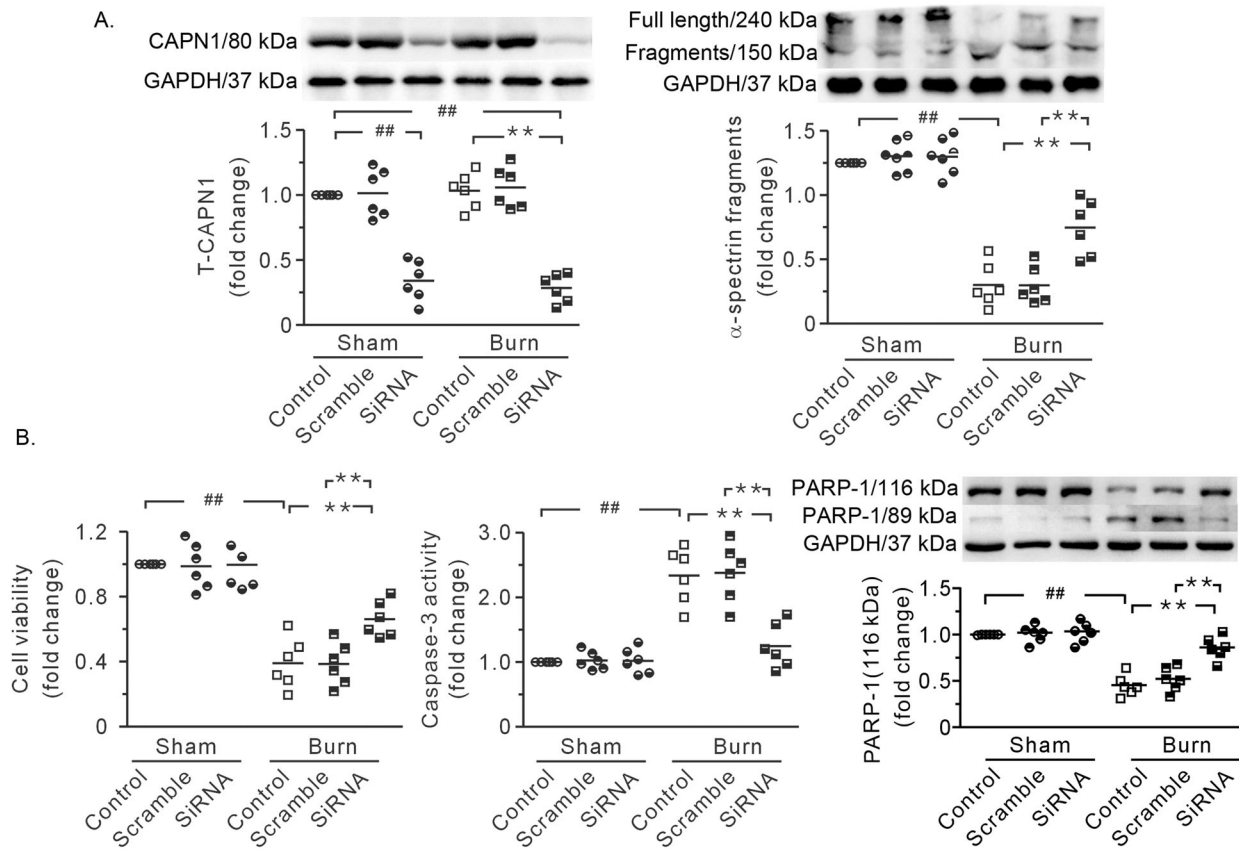 A.
CAPN1/80 kDa
GAPDH/37 kDa
##
##
**
1.5
1.0
0.5
0
T-CAPN1
(fold change)
Sham
Burn
Control
Scramble
SiRNA
Control
Scramble
SiRNA
Full length/240 kDa
Fragments/150 kDa
GAPDH/37 kDa
##
**
**
1.5
1.0
0.5
0
α-spectrin fragments
(fold change)
Sham
Burn
Control
Scramble
SiRNA
Control
Scramble
SiRNA
B.
##
**
**
1.2
0.8
0.4
0
Cell viability
(fold change)
Sham
Burn
Control
Scramble
SiRNA
Control
Scramble
SiRNA
##
**
**
3.0
2.0
1.0
0
Caspase-3 activity
(fold change)
Sham
Burn
Control
Scramble
SiRNA
Control
Scramble
SiRNA
PARP-1/116 kDa
PARP-1/89 kDa
GAPDH/37 kDa
##
**
**
1.5
1.0
0.5
0
PARP-1(116 kDa)
(fold change)
Sham
Burn
Control
Scramble
SiRNA
Control
Scramble
SiRNA